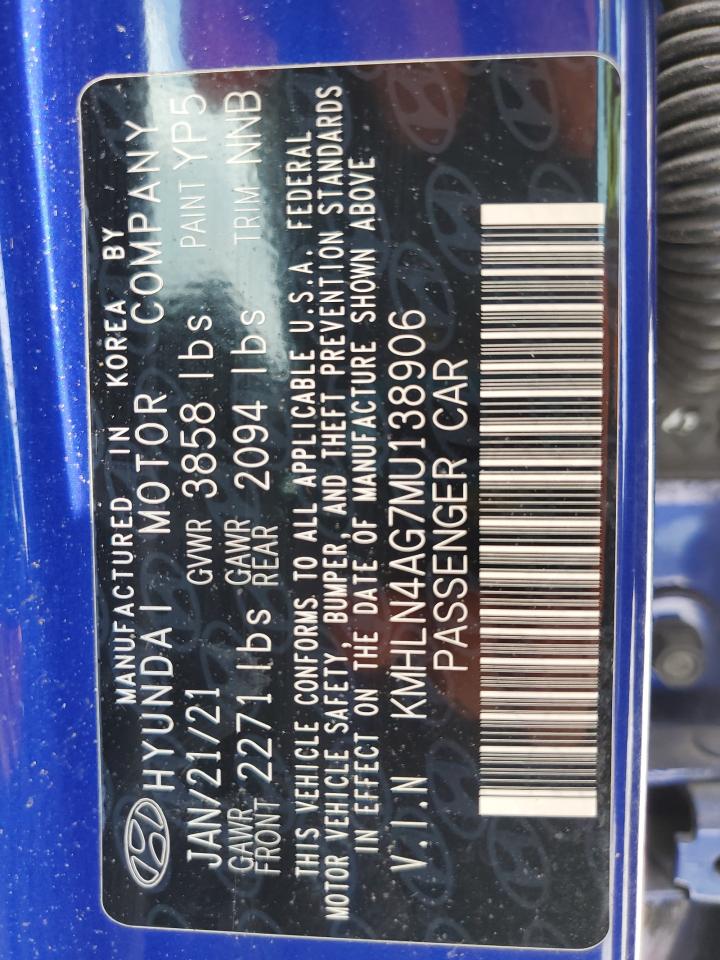 MANUFACTURED IN KOREA BY
HYUNDAI MOTOR COMPANY
JAN/21/21 GVWR 3858 lbs PAINT YP5
GAWR FRONT 2271 lbs GAWR REAR 2094 lbs TRIM NNB
THIS VEHICLE CONFORMS TO ALL APPLICABLE U.S.A. FEDERAL
MOTOR VEHICLE SAFETY, BUMPER, AND THEFT PREVENTION STANDARDS
IN EFFECT ON THE DATE OF MANUFACTURE SHOWN ABOVE
V.I.N KMHLN4AG7MU138906
PASSENGER CAR